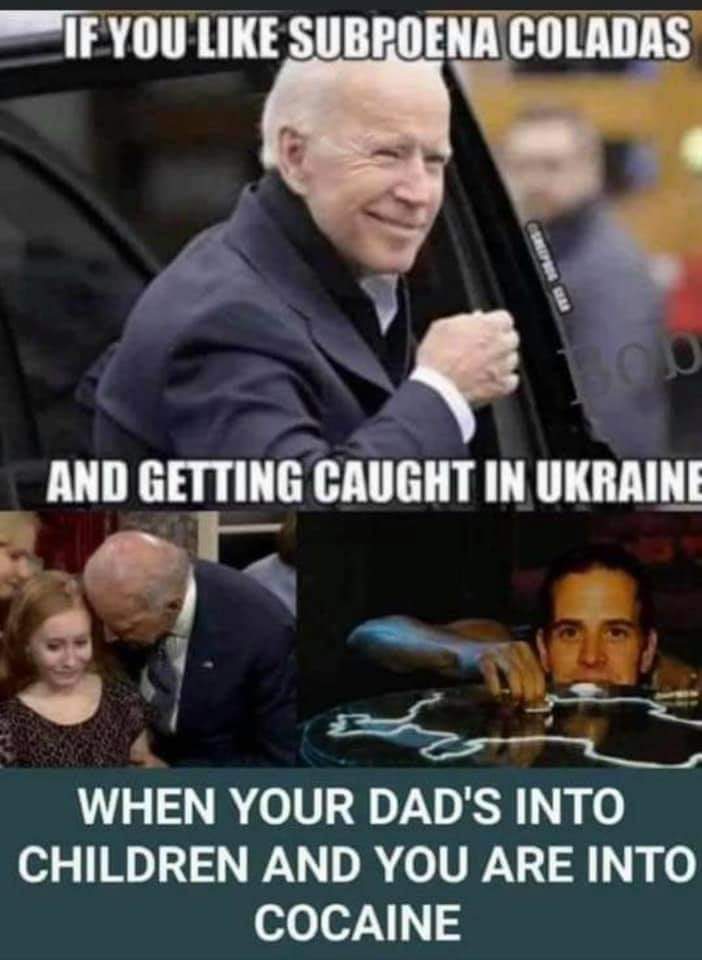 IF YOU LIKE SUBPOENA COLADAS
Bob
AND GETTING CAUGHT IN UKRAINE
WHEN YOUR DAD'S INTO
CHILDREN AND YOU ARE INTO
COCAINE